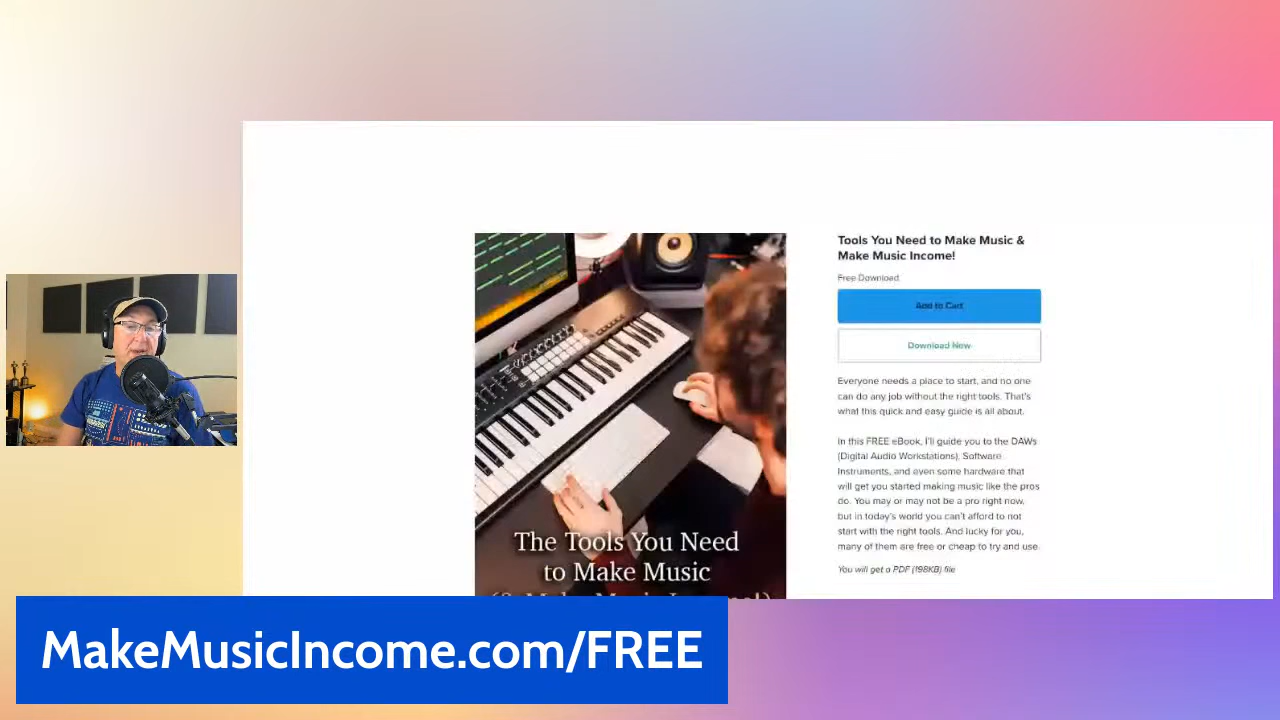 Tools You Need to Make Music &
Make Music Income!
Free Download
Add to Cart
Download Now
Everyone needs a place to start, and no one
can do any job without the right tools. That's
what this quick and easy guide is all about.
In this FREE eBook, I'll guide you to the DAWs
(Digital Audio Workstations), Software
Instruments, and even some hardware that
will get you started making music like the pros
do. You may or may not be a pro right now,
but in today's world you can't afford to not
start with the right tools. And lucky for you,
many of them are free or cheap to try and use.
You will get a PDF (198KB) file
The Tools You Need
to Make Music
(& Make Music Income!)
MakeMusicIncome.com/FREE